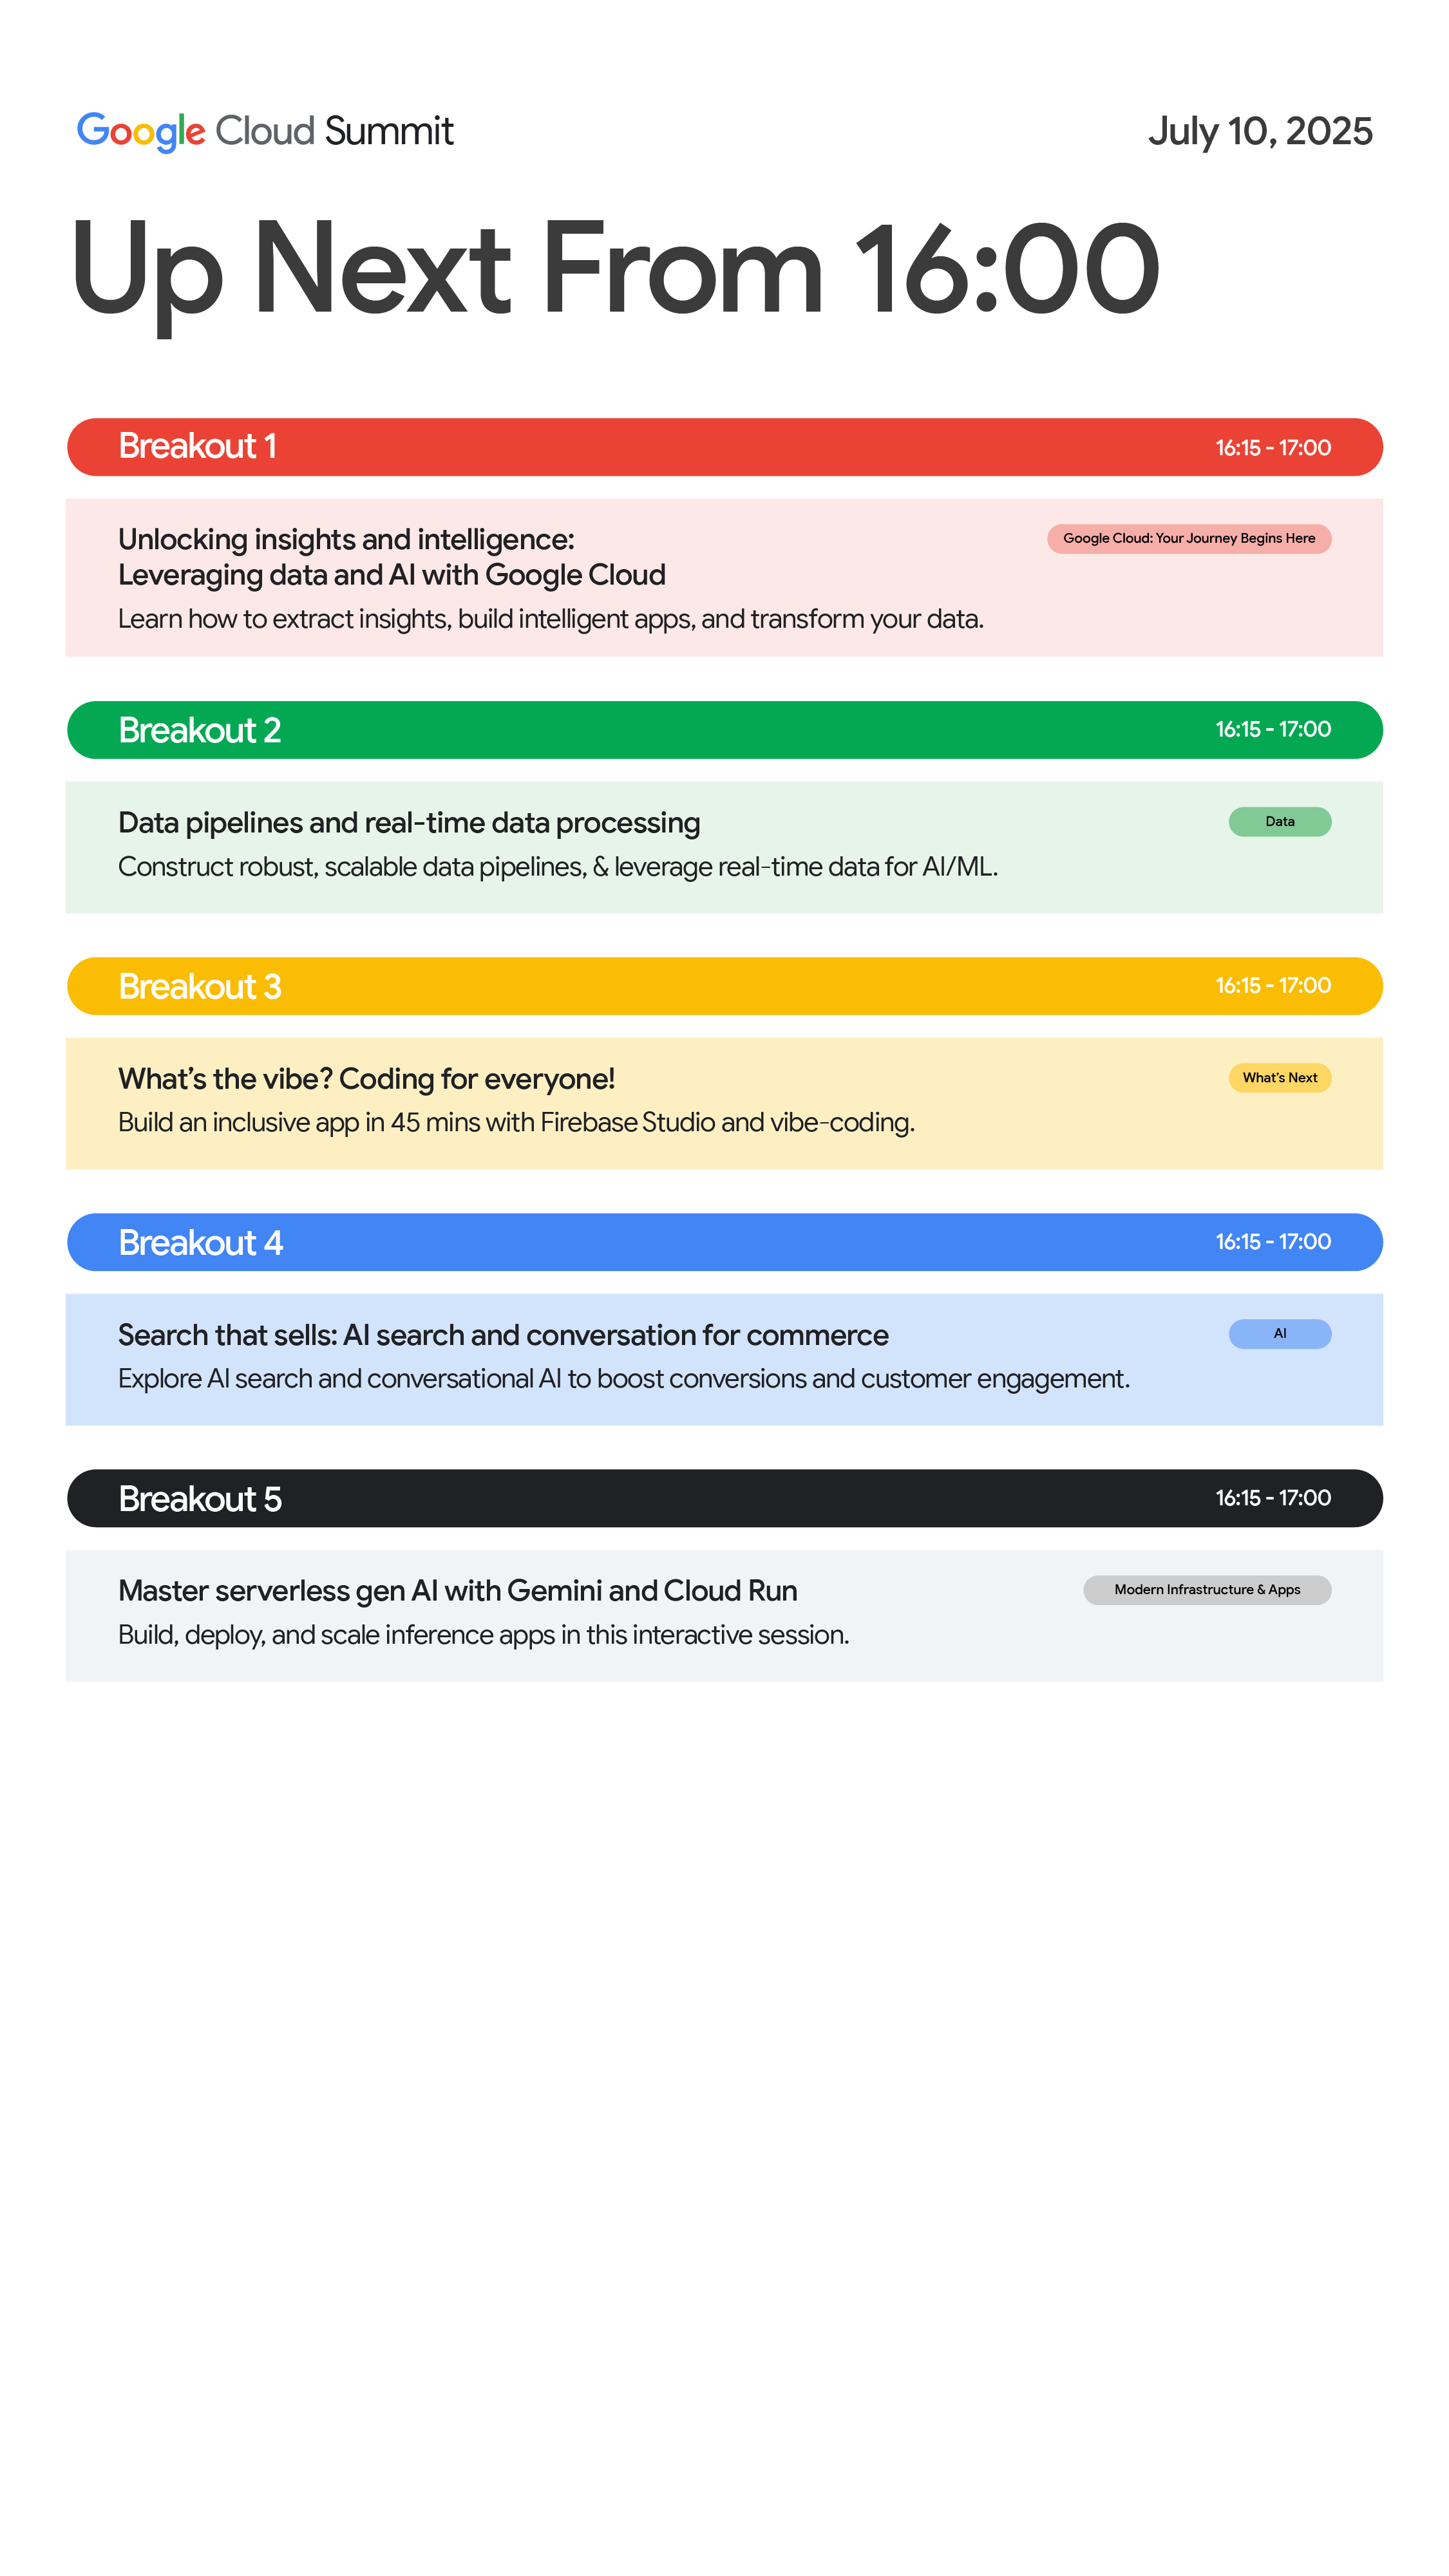 Google Cloud Summit
July 10, 2025
Up Next From 16:00
Breakout 1
16:15 - 17:00
Unlocking insights and intelligence:
Leveraging data and AI with Google Cloud
Google Cloud: Your Journey Begins Here
Learn how to extract insights, build intelligent apps, and transform your data.
Breakout 2
16:15 - 17:00
Data pipelines and real-time data processing
Data
Construct robust, scalable data pipelines, & leverage real-time data for AI/ML.
Breakout 3
16:15 - 17:00
What’s the vibe? Coding for everyone!
What’s Next
Build an inclusive app in 45 mins with Firebase Studio and vibe-coding.
Breakout 4
16:15 - 17:00
Search that sells: AI search and conversation for commerce
AI
Explore AI search and conversational AI to boost conversions and customer engagement.
Breakout 5
16:15 - 17:00
Master serverless gen AI with Gemini and Cloud Run
Modern Infrastructure & Apps
Build, deploy, and scale inference apps in this interactive session.